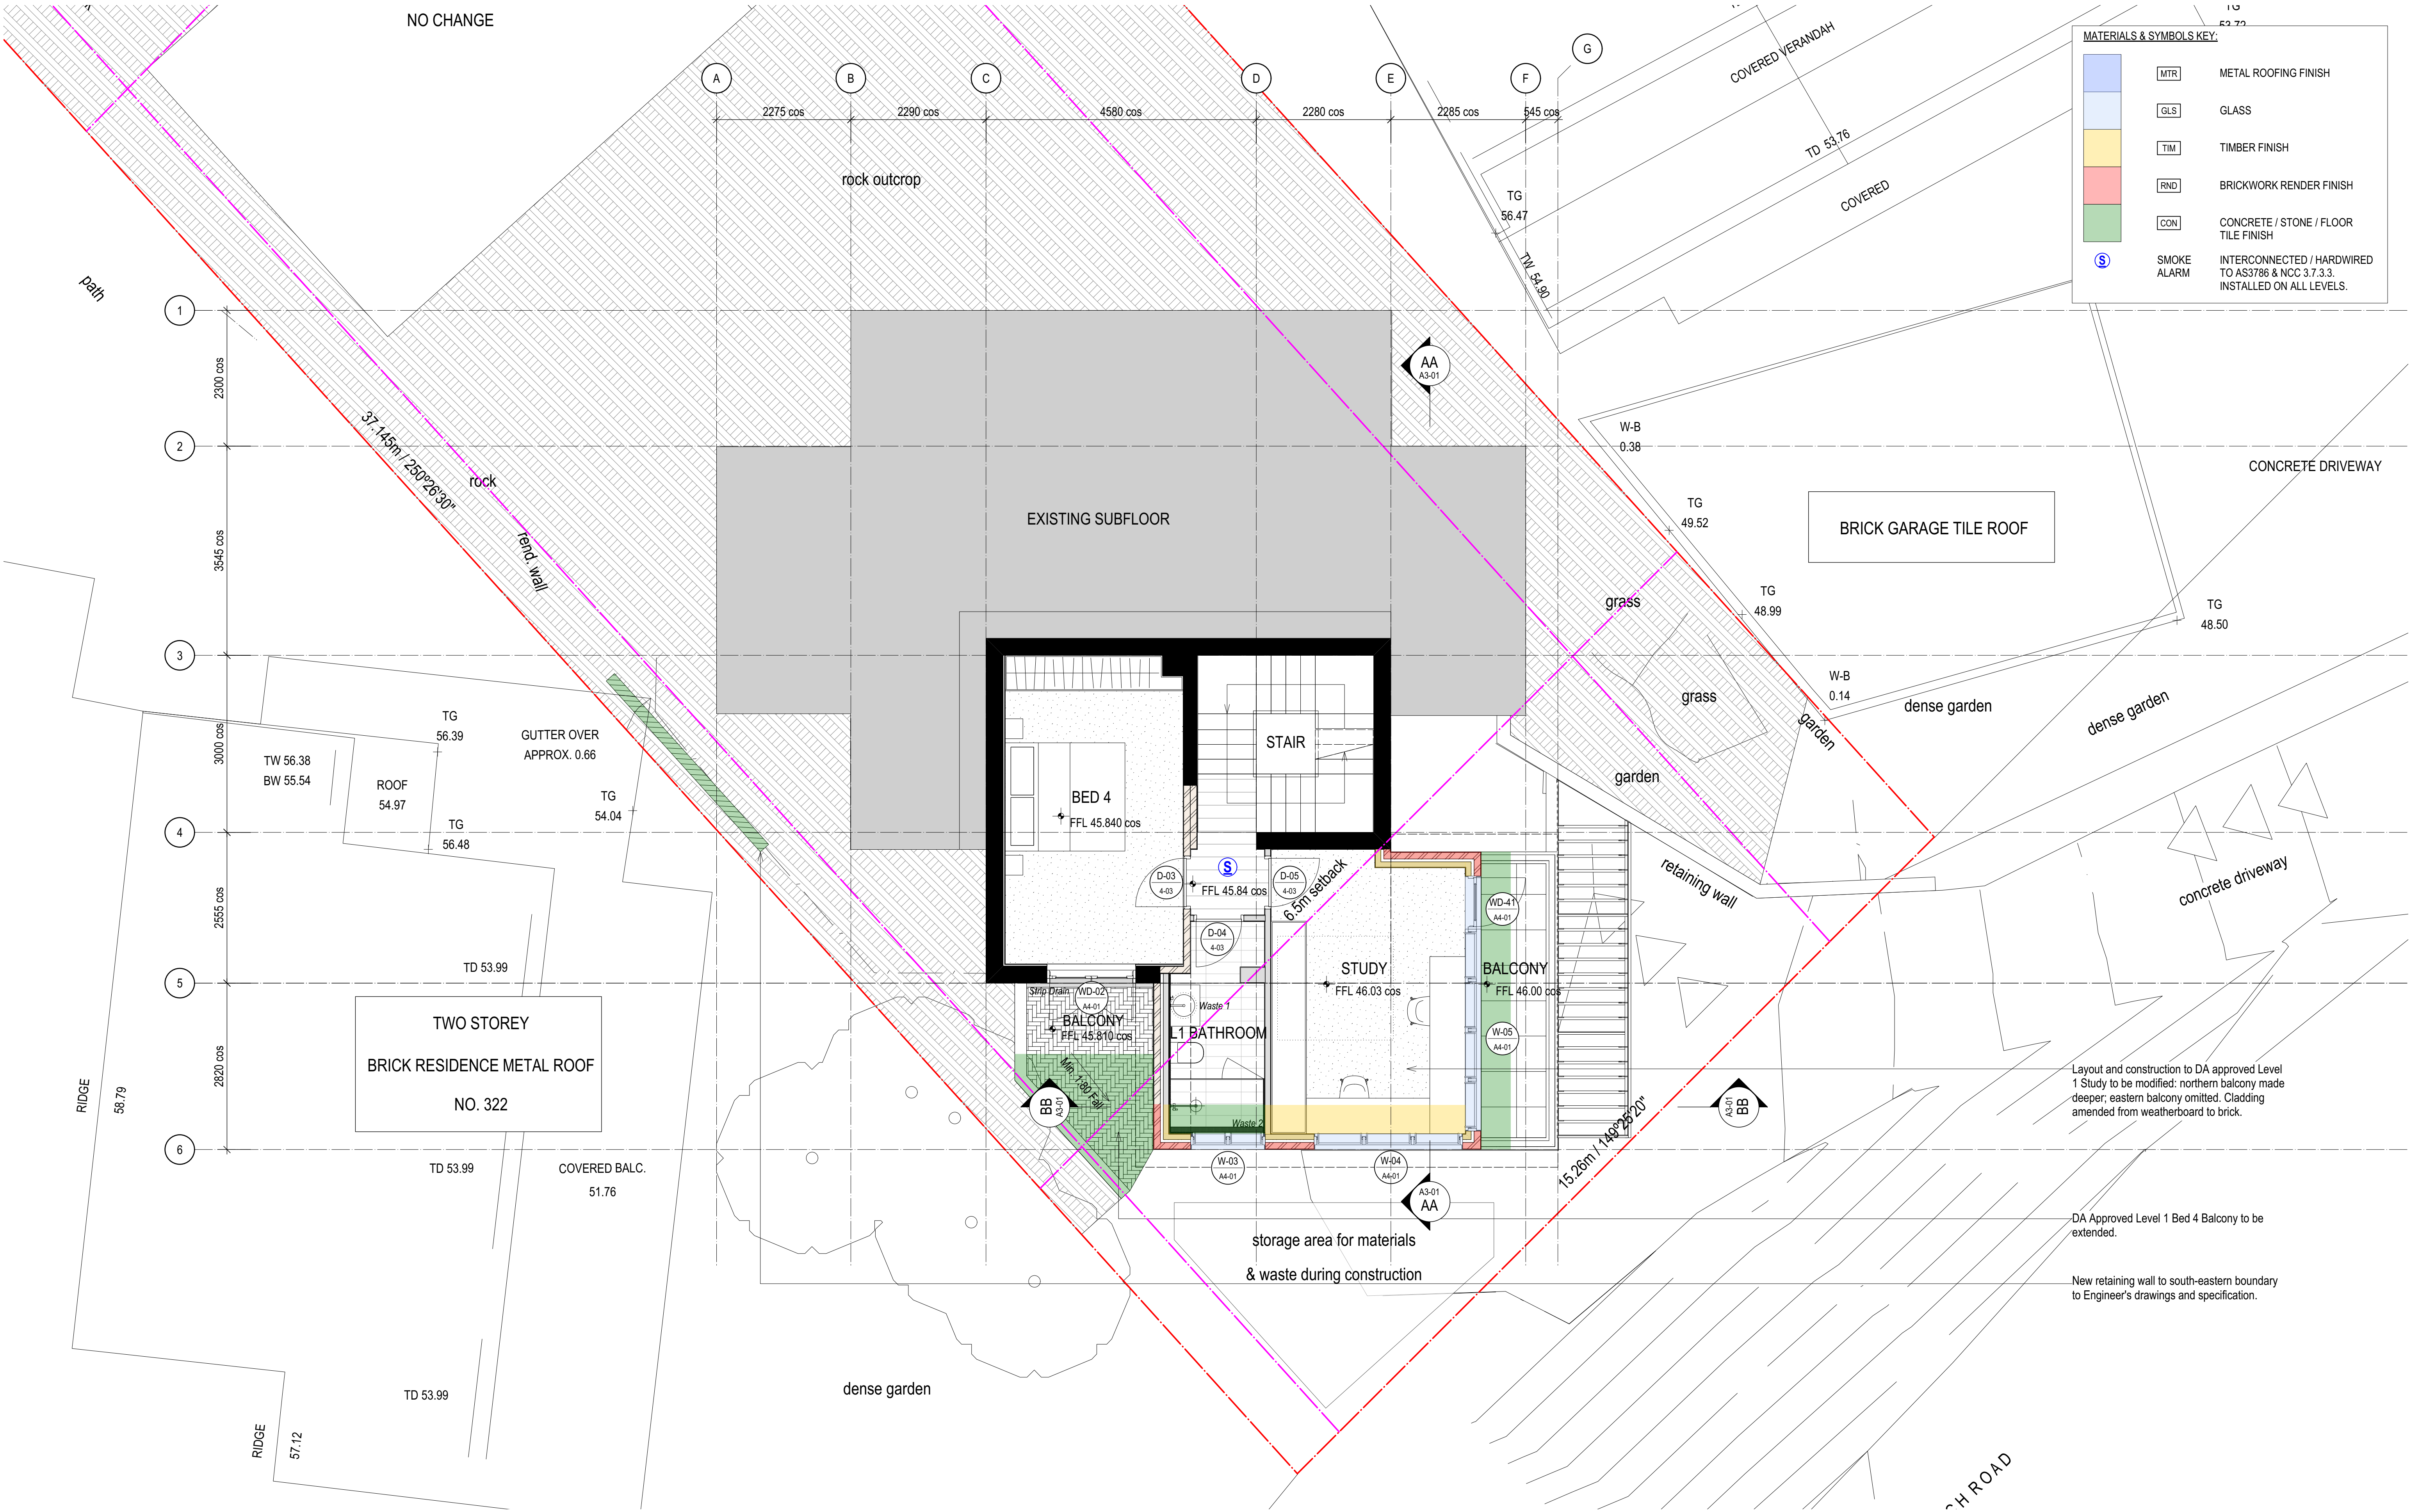 NO CHANGE
TG
53.72
MATERIALS & SYMBOLS KEY:
MTR METAL ROOFING FINISH
GLS GLASS
TIM TIMBER FINISH
RND BRICKWORK RENDER FINISH
CON CONCRETE / STONE / FLOOR
TILE FINISH
S SMOKE
ALARM
INTERCONNECTED / HARDWIRED
TO AS3786 & NCC 3.7.3.3.
INSTALLED ON ALL LEVELS.
A B C D E F G
2275 cos 2290 cos 4580 cos 2280 cos 2285 cos 545 cos
COVERED VERANDAH
TD 53.76
COVERED
TG
56.47
TW 54.90
rock outcrop
path
1
2300 cos
2
3545 cos
3
3000 cos
4
2555 cos
5
2820 cos
6
AA
A3-01
37.145m / 250º26'30"
rock
rend. wall
EXISTING SUBFLOOR
W-B
0.38
CONCRETE DRIVEWAY
TG
49.52
BRICK GARAGE TILE ROOF
TG
48.99
TG
48.50
grass
grass
W-B
0.14
garden
garden
dense garden
dense garden
concrete driveway
retaining wall
TG
56.39
GUTTER OVER
APPROX. 0.66
TW 56.38
BW 55.54
ROOF
54.97
TG
54.04
TG
56.48
STAIR
BED 4
FFL 45.840 cos
S
D-03
4-03
FFL 45.84 cos
D-05
4-03
6.5m setback
WD-41
A4-01
D-04
4-03
TD 53.99
STUDY
FFL 46.03 cos
BALCONY
FFL 46.00 cos
Strip Drain
WD-02
A4-01
Waste 1
BALCONY
FFL 45.810 cos
L1 BATHROOM
W-05
A4-01
TWO STOREY
BRICK RESIDENCE METAL ROOF
NO. 322
Min. 1:80 Fall
BB
A3-01
Waste 2
A3-01
BB
RIDGE
58.79
TD 53.99
COVERED BALC.
51.76
W-03
A4-01
W-04
A4-01
A3-01
AA
15.26m / 149º25'20"
Layout and construction to DA approved Level
1 Study to be modified: northern balcony made
deeper; eastern balcony omitted. Cladding
amended from weatherboard to brick.
DA Approved Level 1 Bed 4 Balcony to be
extended.
storage area for materials
& waste during construction
New retaining wall to south-eastern boundary
to Engineer's drawings and specification.
TD 53.99
dense garden
RIDGE
57.12
H ROAD